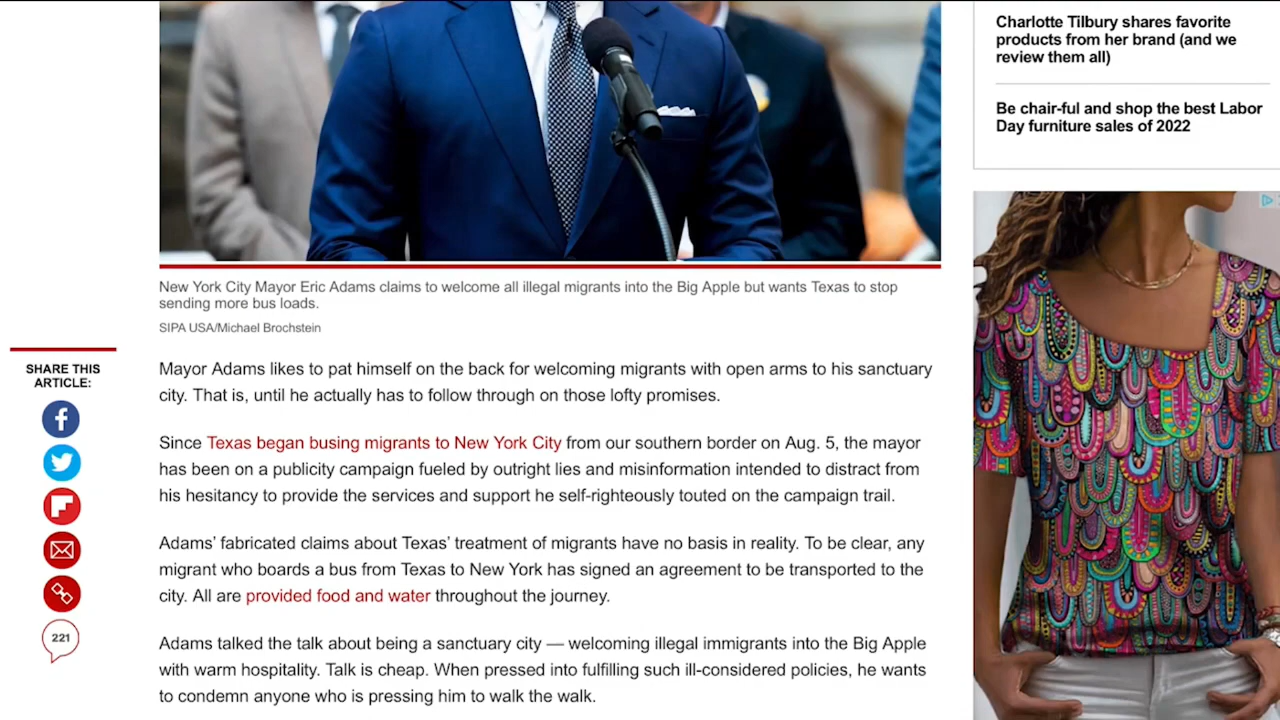 Charlotte Tilbury shares favorite
products from her brand (and we
review them all)
Be chair-ful and shop the best Labor
Day furniture sales of 2022
New York City Mayor Eric Adams claims to welcome all illegal migrants into the Big Apple but wants Texas to stop
sending more bus loads.
SIPA USA/Michael Brochstein
SHARE THIS
ARTICLE:
221
Mayor Adams likes to pat himself on the back for welcoming migrants with open arms to his sanctuary
city. That is, until he actually has to follow through on those lofty promises.
Since Texas began busing migrants to New York City from our southern border on Aug. 5, the mayor
has been on a publicity campaign fueled by outright lies and misinformation intended to distract from
his hesitancy to provide the services and support he self-righteously touted on the campaign trail.
Adams’ fabricated claims about Texas’ treatment of migrants have no basis in reality. To be clear, any
migrant who boards a bus from Texas to New York has signed an agreement to be transported to the
city. All are provided food and water throughout the journey.
Adams talked the talk about being a sanctuary city — welcoming illegal immigrants into the Big Apple
with warm hospitality. Talk is cheap. When pressed into fulfilling such ill-considered policies, he wants
to condemn anyone who is pressing him to walk the walk.